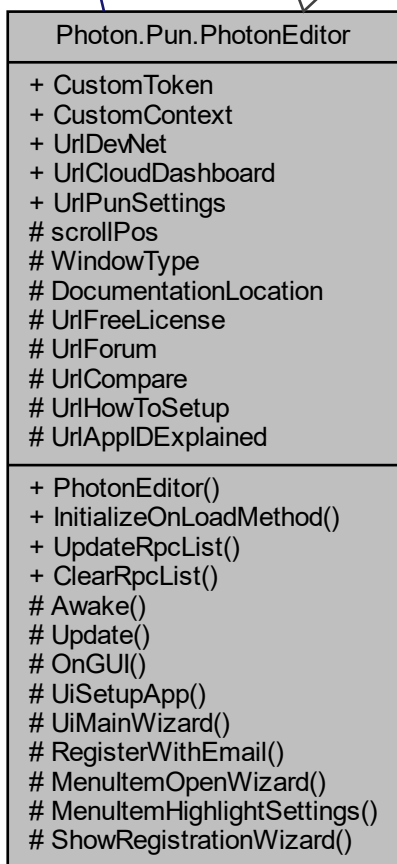 Photon.Pun.PhotonEditor
+ CustomToken
+ CustomContext
+ UrlDevNet
+ UrlCloudDashboard
+ UrlPunSettings
# scrollPos
# WindowType
# DocumentationLocation
# UrlFreeLicense
# UrlForum
# UrlCompare
# UrlHowToSetup
# UrlAppIDExplained
+ PhotonEditor()
+ InitializeOnLoadMethod()
+ UpdateRpcList()
+ ClearRpcList()
# Awake()
# Update()
# OnGUI()
# UiSetupApp()
# UiMainWizard()
# RegisterWithEmail()
# MenuItemOpenWizard()
# MenuItemHighlightSettings()
# ShowRegistrationWizard()